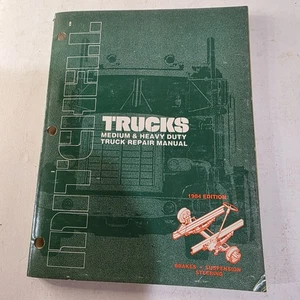 MITCHELL
TRUCKS
MEDIUM & HEAVY DUTY
TRUCK REPAIR MANUAL
1984 EDITION
BRAKES • SUSPENSION
STEERING